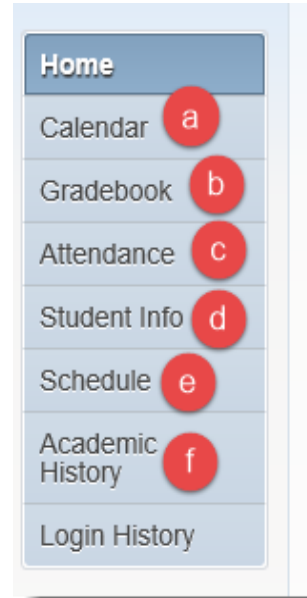 Home
Calendar a
Gradebook b
Attendance c
Student Info d
Schedule e
Academic
History f
Login History